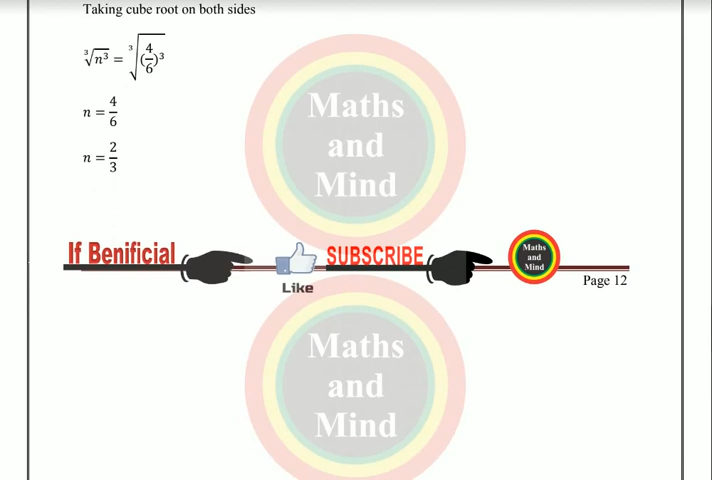 Taking cube root on both sides
∛n³ = ∛(4/6)³
n = 4/6
n = 2/3
Maths
and
Mind
If Benificial
Like
SUBSCRIBE
Maths
and
Mind
Page 12
Maths
and
Mind